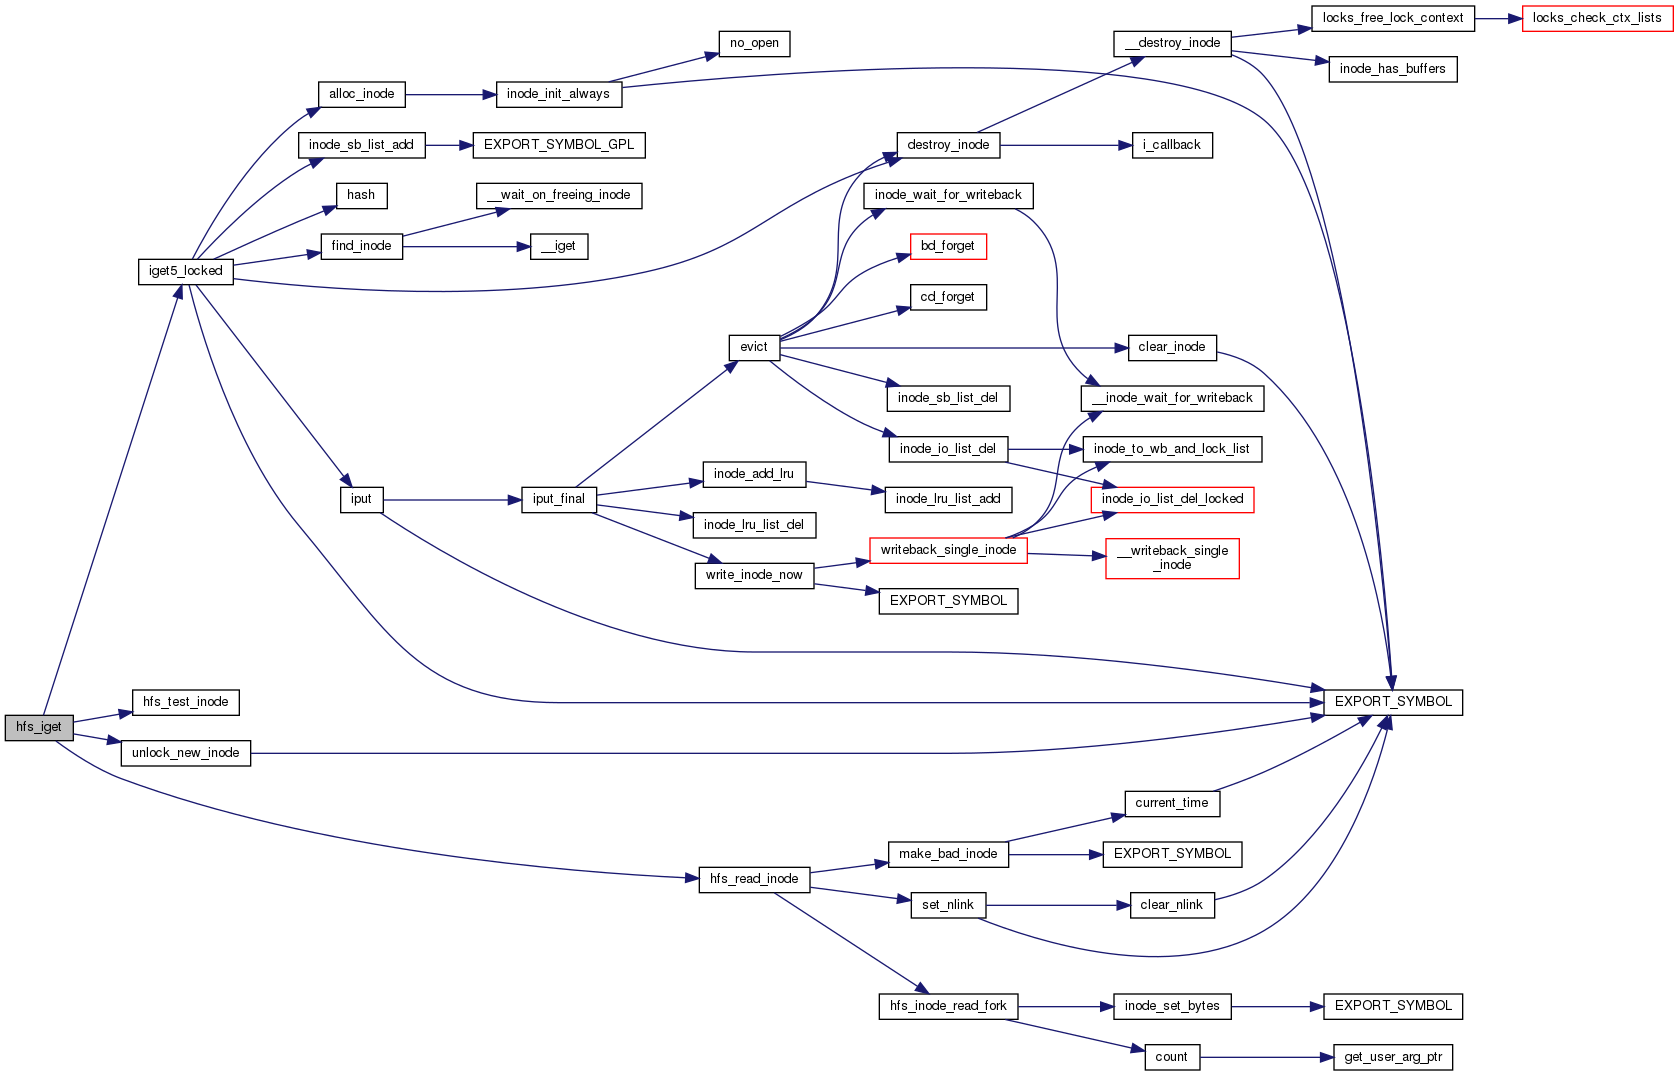 locks_free_lock_context
locks_check_ctx_lists
no_open
__destroy_inode
inode_has_buffers
alloc_inode
inode_init_always
inode_sb_list_add
EXPORT_SYMBOL_GPL
destroy_inode
i_callback
hash
__wait_on_freeing_inode
inode_wait_for_writeback
find_inode
__iget
bd_forget
iget5_locked
cd_forget
evict
clear_inode
inode_sb_list_del
__inode_wait_for_writeback
inode_io_list_del
inode_to_wb_and_lock_list
inode_add_lru
iput
iput_final
inode_lru_list_add
inode_io_list_del_locked
inode_lru_list_del
writeback_single_inode
__writeback_single
_inode
write_inode_now
EXPORT_SYMBOL
hfs_test_inode
EXPORT_SYMBOL
hfs_iget
unlock_new_inode
current_time
make_bad_inode
EXPORT_SYMBOL
hfs_read_inode
set_nlink
clear_nlink
hfs_inode_read_fork
inode_set_bytes
EXPORT_SYMBOL
count
get_user_arg_ptr